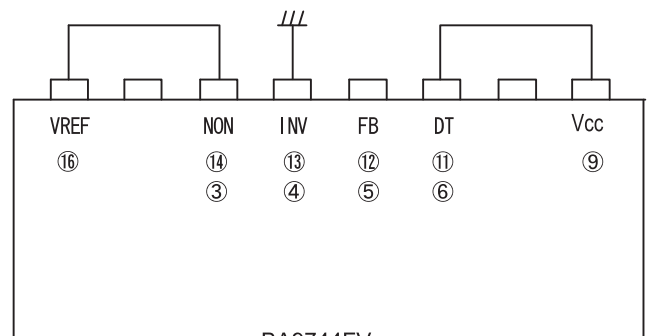 VREF NON INV FB DT Vcc
⑯ ⑭ ⑬ ⑫ ⑪ ⑨
③ ④ ⑤ ⑥